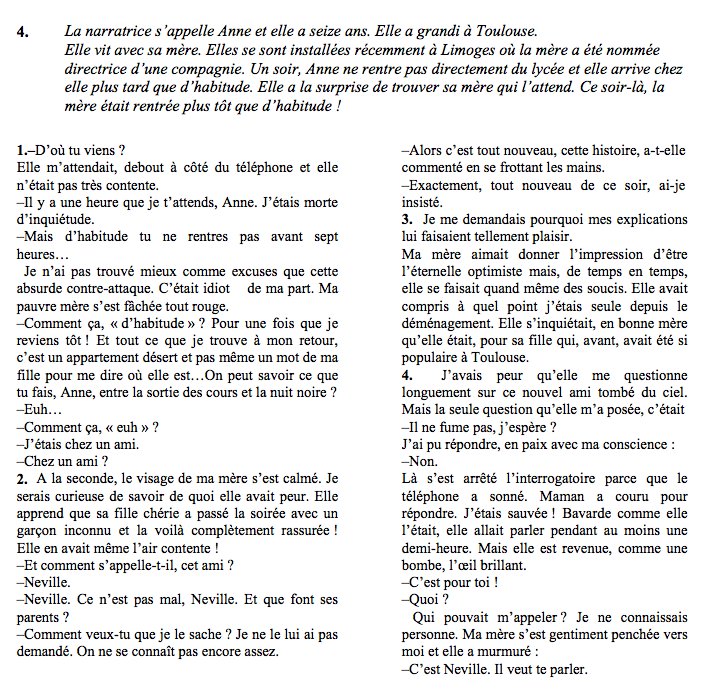 4. La narratrice s'appelle Anne et elle a seize ans. Elle a grandi à Toulouse.
Elle vit avec sa mère. Elles se sont installées récemment à Limoges où la mère a été nommée
directrice d'une compagnie. Un soir, Anne ne rentre pas directement du lycée et elle arrive chez
elle plus tard que d'habitude. Elle a la surprise de trouver sa mère qui l'attend. Ce soir-là, la
mère était rentrée plus tôt que d'habitude !
1.–D'où tu viens ?
Elle m'attendait, debout à côté du téléphone et elle
n'était pas très contente.
–Il y a une heure que je t'attends, Anne. J'étais morte
d'inquiétude.
–Mais d'habitude tu ne rentres pas avant sept
heures…
Je n'ai pas trouvé mieux comme excuses que cette
absurde contre-attaque. C'était idiot de ma part. Ma
pauvre mère s'est fâchée tout rouge.
–Comment ça, « d'habitude » ? Pour une fois que je
reviens tôt ! Et tout ce que je trouve à mon retour,
c'est un appartement désert et pas même un mot de ma
fille pour me dire où elle est…On peut savoir ce que
tu fais, Anne, entre la sortie des cours et la nuit noire ?
–Euh…
–Comment ça, « euh » ?
–J'étais chez un ami.
–Chez un ami ?
2. A la seconde, le visage de ma mère s'est calmé. Je
serais curieuse de savoir de quoi elle avait peur. Elle
apprend que sa fille chérie a passé la soirée avec un
garçon inconnu et la voilà complètement rassurée !
Elle en avait même l'air contente !
–Et comment s'appelle-t-il, cet ami ?
–Neville.
–Neville. Ce n'est pas mal, Neville. Et que font ses
parents ?
–Comment veux-tu que je le sache ? Je ne le lui ai pas
demandé. On ne se connaît pas encore assez.
–Alors c'est tout nouveau, cette histoire, a-t-elle
commenté en se frottant les mains.
–Exactement, tout nouveau de ce soir, ai-je
insisté.
3. Je me demandais pourquoi mes explications
lui faisaient tellement plaisir.
Ma mère aimait donner l'impression d'être
l'éternelle optimiste mais, de temps en temps,
elle se faisait quand même des soucis. Elle avait
compris à quel point j'étais seule depuis le
déménagement. Elle s'inquiétait, en bonne mère
qu'elle était, pour sa fille qui, avant, avait été si
populaire à Toulouse.
4. J'avais peur qu'elle me questionne
longuement sur ce nouvel ami tombé du ciel.
Mais la seule question qu'elle m'a posée, c'était
–Il ne fume pas, j'espère ?
J'ai pu répondre, en paix avec ma conscience :
–Non.
Là s'est arrêté l'interrogatoire parce que le
téléphone a sonné. Maman a couru pour
répondre. J'étais sauvée ! Bavarde comme elle
l'était, elle allait parler pendant au moins une
demi-heure. Mais elle est revenue, comme une
bombe, l'œil brillant.
–C'est pour toi !
–Quoi ?
Qui pouvait m'appeler ? Je ne connaissais
personne. Ma mère s'est gentiment penchée vers
moi et elle a murmuré :
–C'est Neville. Il veut te parler.